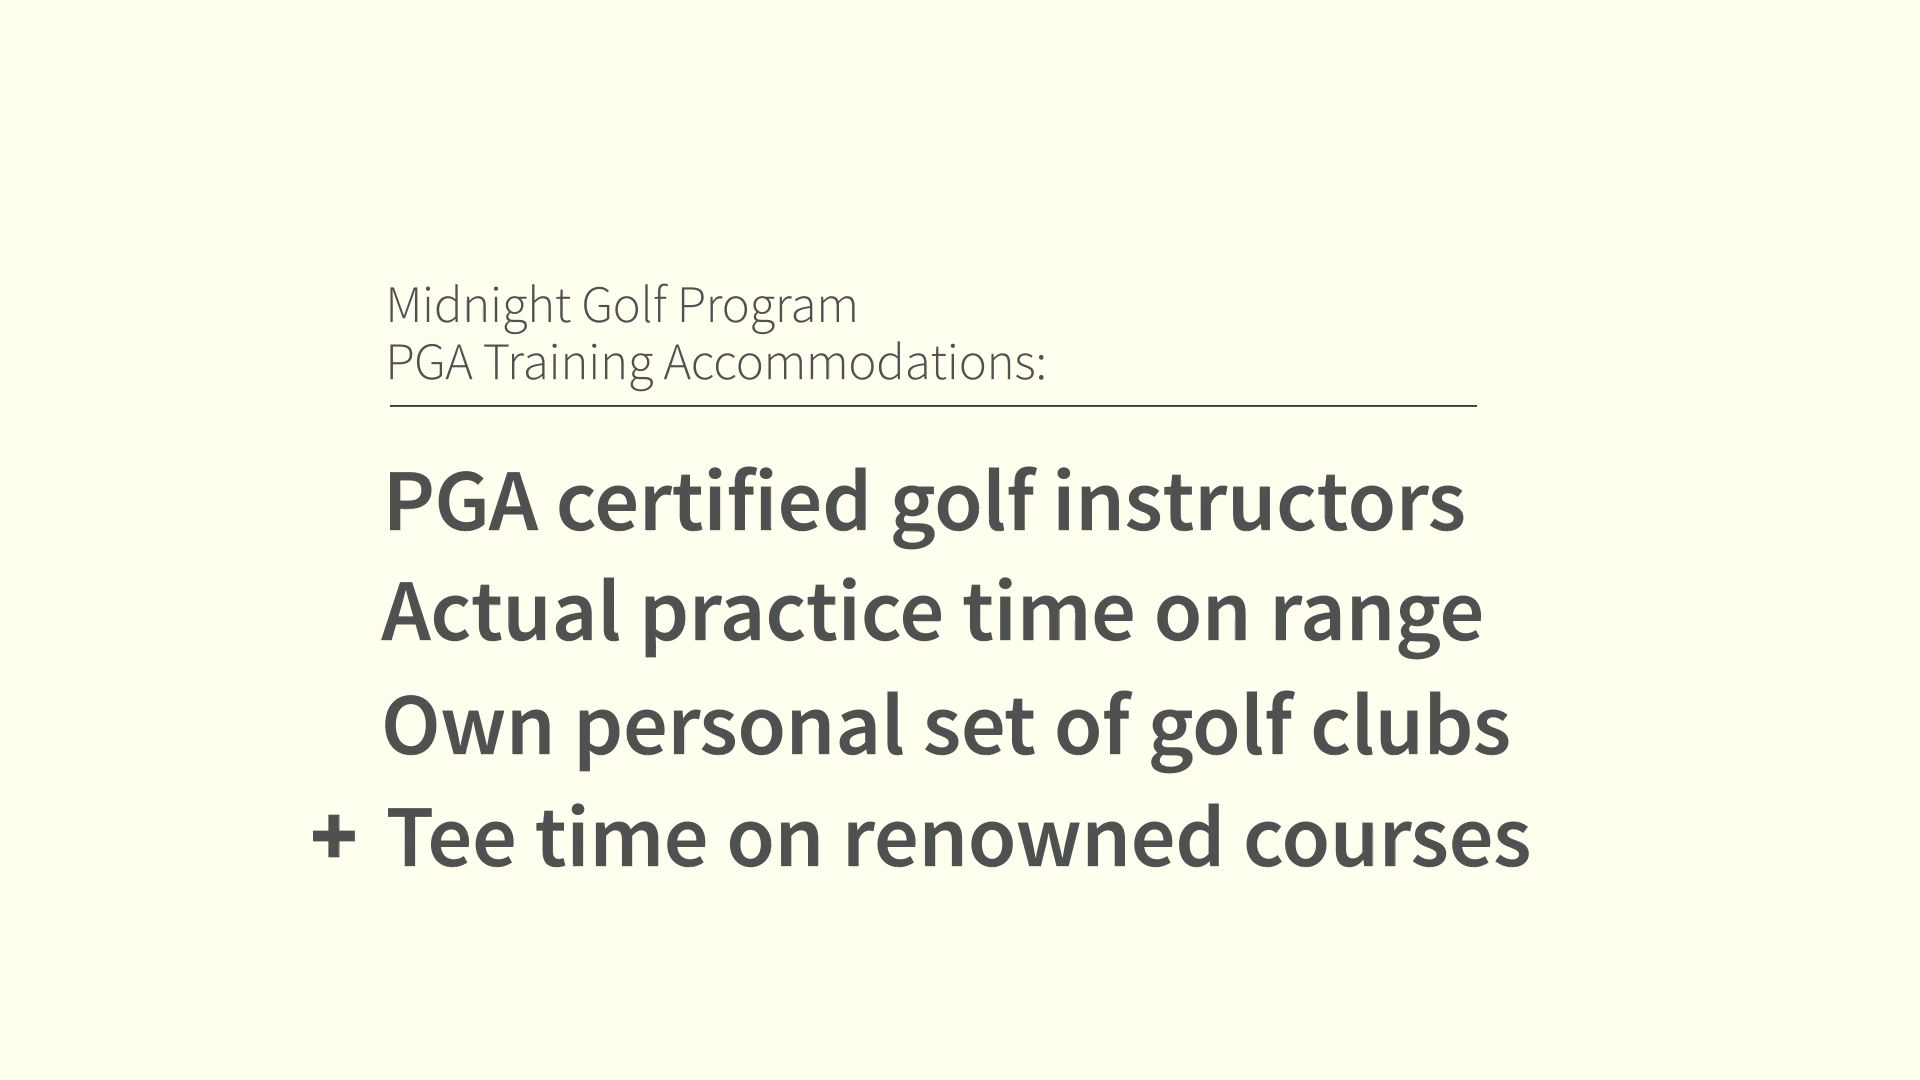 Midnight Golf Program
PGA Training Accommodations:
PGA certified golf instructors
Actual practice time on range
Own personal set of golf clubs
+ Tee time on renowned courses